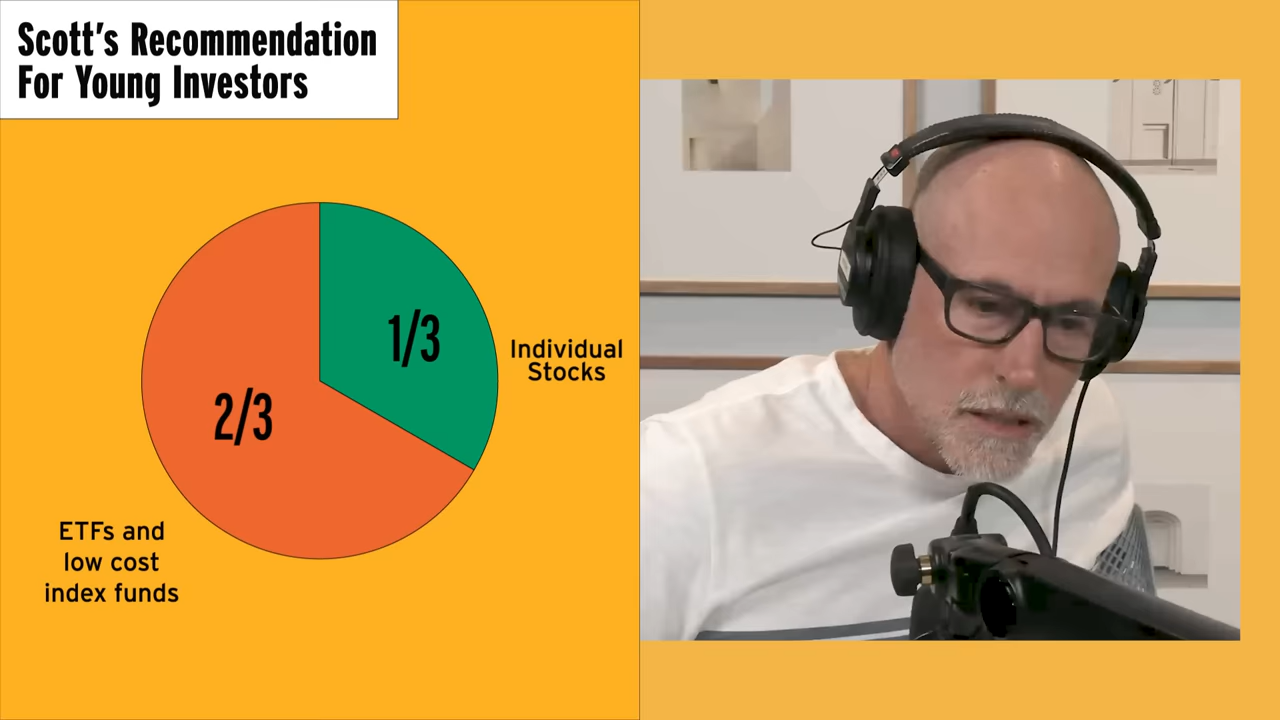 Scott's Recommendation
For Young Investors
1/3
Individual
Stocks
2/3
ETFs and
low cost
index funds